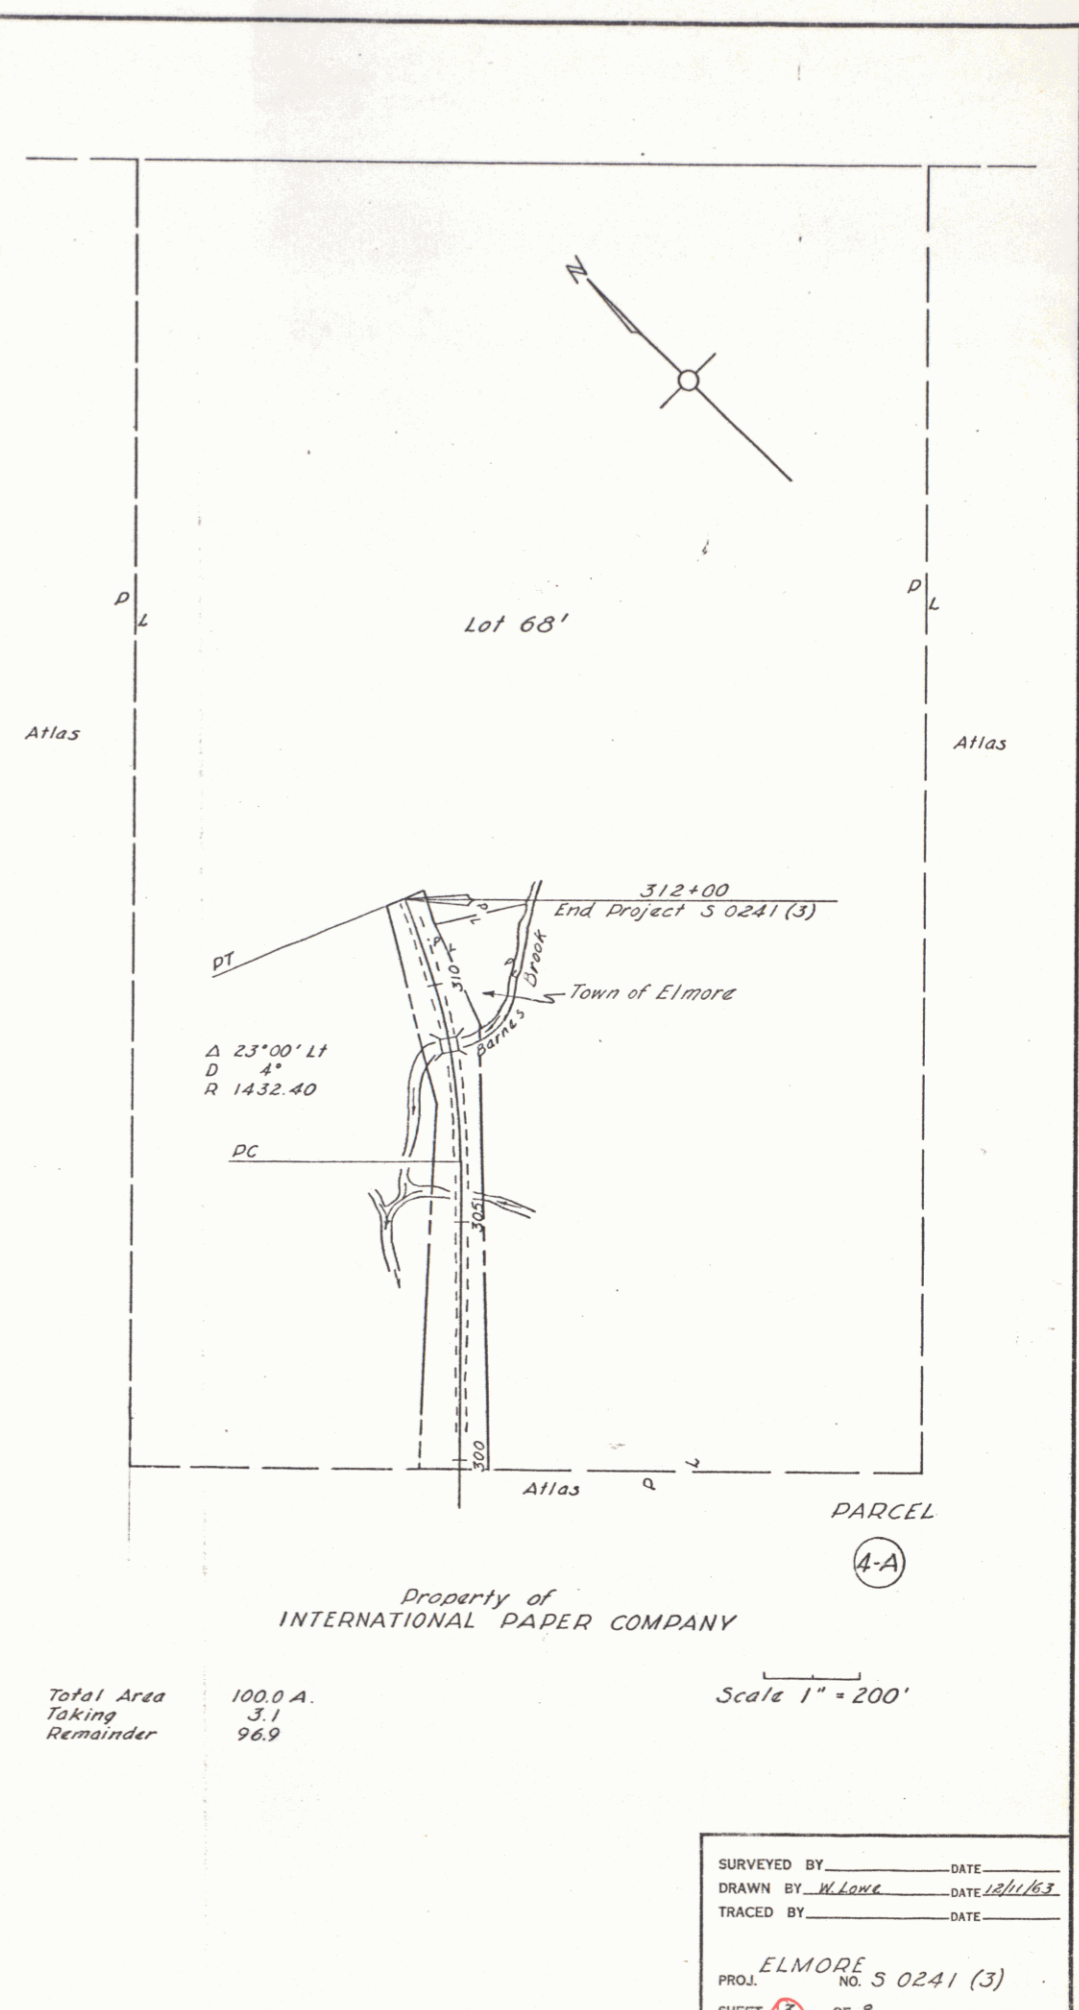 N
P
L
P
L
Lot 68'
Atlas
Atlas
312+00
End Project S 0241 (3)
P
L
PT
P
L
310
P
L
Barnes Brook
Town of Elmore
Δ 23°00' Lt
D 4°
R 1432.40
PC
305
300
Atlas
P
L
PARCEL
4-A
Property of
INTERNATIONAL PAPER COMPANY
Total Area 100.0 A.
Taking 3.1
Remainder 96.9
Scale 1" = 200'
SURVEYED BY DATE
DRAWN BY W. Lowe DATE 12/11/63
TRACED BY DATE
PROJ. ELMORE NO. S 0241 (3)